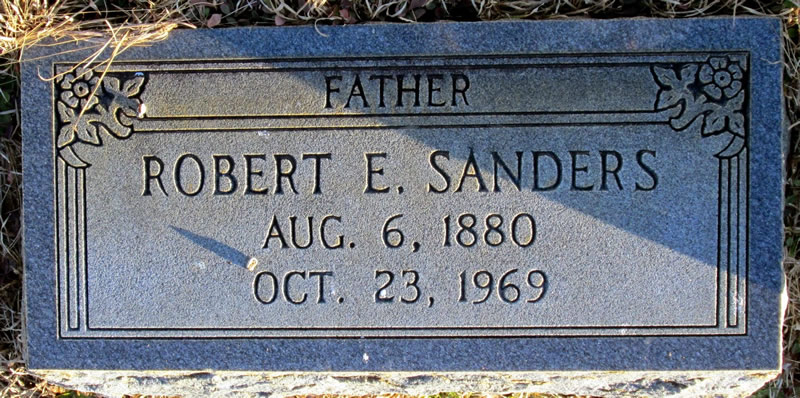 FATHER
ROBERT E. SANDERS
AUG. 6, 1880
OCT. 23, 1969